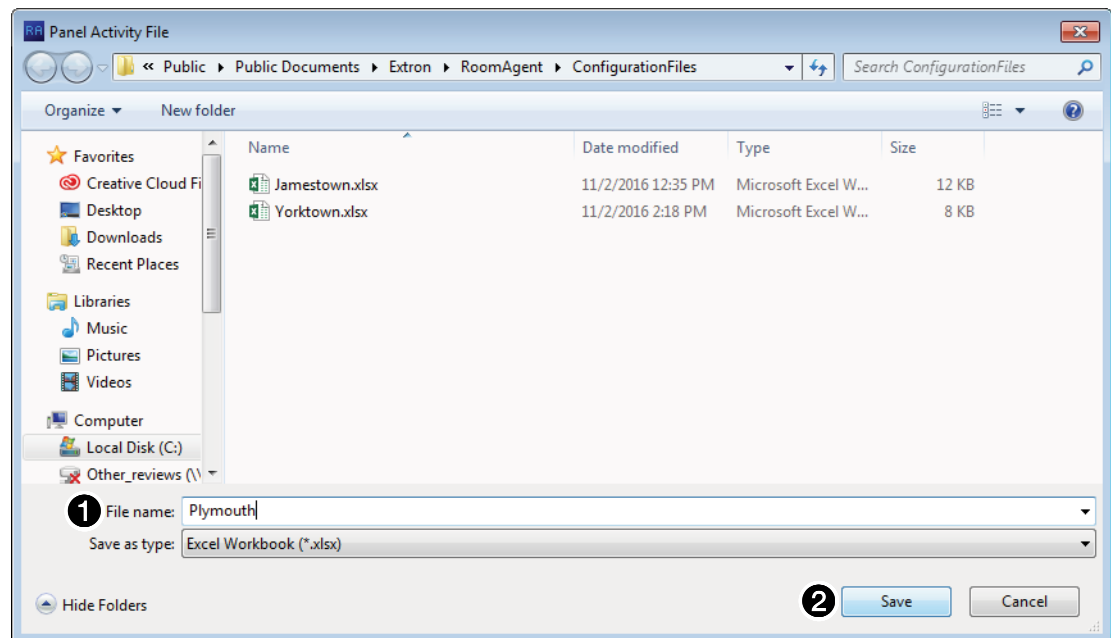 RA Panel Activity File
« Public ▸ Public Documents ▸ Extron ▸ RoomAgent ▸ ConfigurationFiles
Search ConfigurationFiles
Organize New folder
Favorites
Creative Cloud Fi
Desktop
Downloads
Recent Places
Libraries
Music
Pictures
Videos
Computer
Local Disk (C:)
Other_reviews (\\
Name Date modified Type Size
Jamestown.xlsx 11/2/2016 12:35 PM Microsoft Excel W... 12 KB
Yorktown.xlsx 11/2/2016 2:18 PM Microsoft Excel W... 8 KB
1 File name: Plymouth
Save as type: Excel Workbook (*.xlsx)
Hide Folders
2 Save Cancel